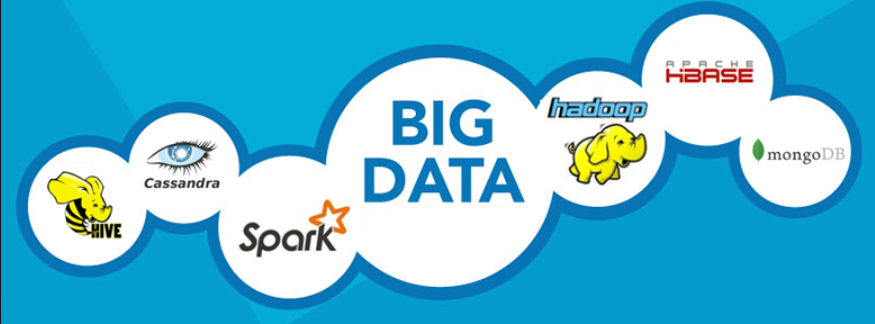 HIVE
Cassandra
Spark
BIG
DATA
hadoop
APACHE
HBASE
mongoDB